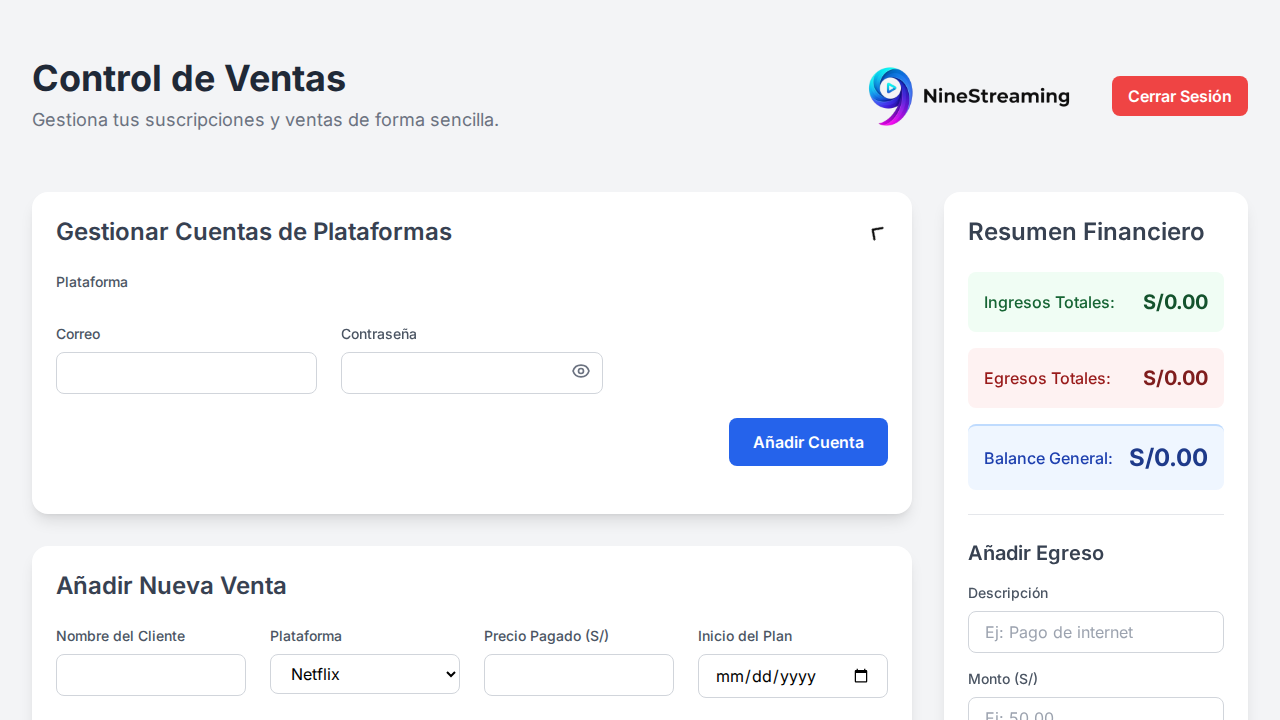 Control de Ventas
Gestiona tus suscripciones y ventas de forma sencilla.
NineStreaming
Cerrar Sesión
Gestionar Cuentas de Plataformas
Plataforma
Correo
Contraseña
Añadir Cuenta
Añadir Nueva Venta
Nombre del Cliente
Plataforma
Precio Pagado (S/)
Inicio del Plan
Netflix
mm/dd/yyyy
Resumen Financiero
Ingresos Totales: S/0.00
Egresos Totales: S/0.00
Balance General: S/0.00
Añadir Egreso
Descripción
Ej: Pago de internet
Monto (S/)
Ej: 50.00